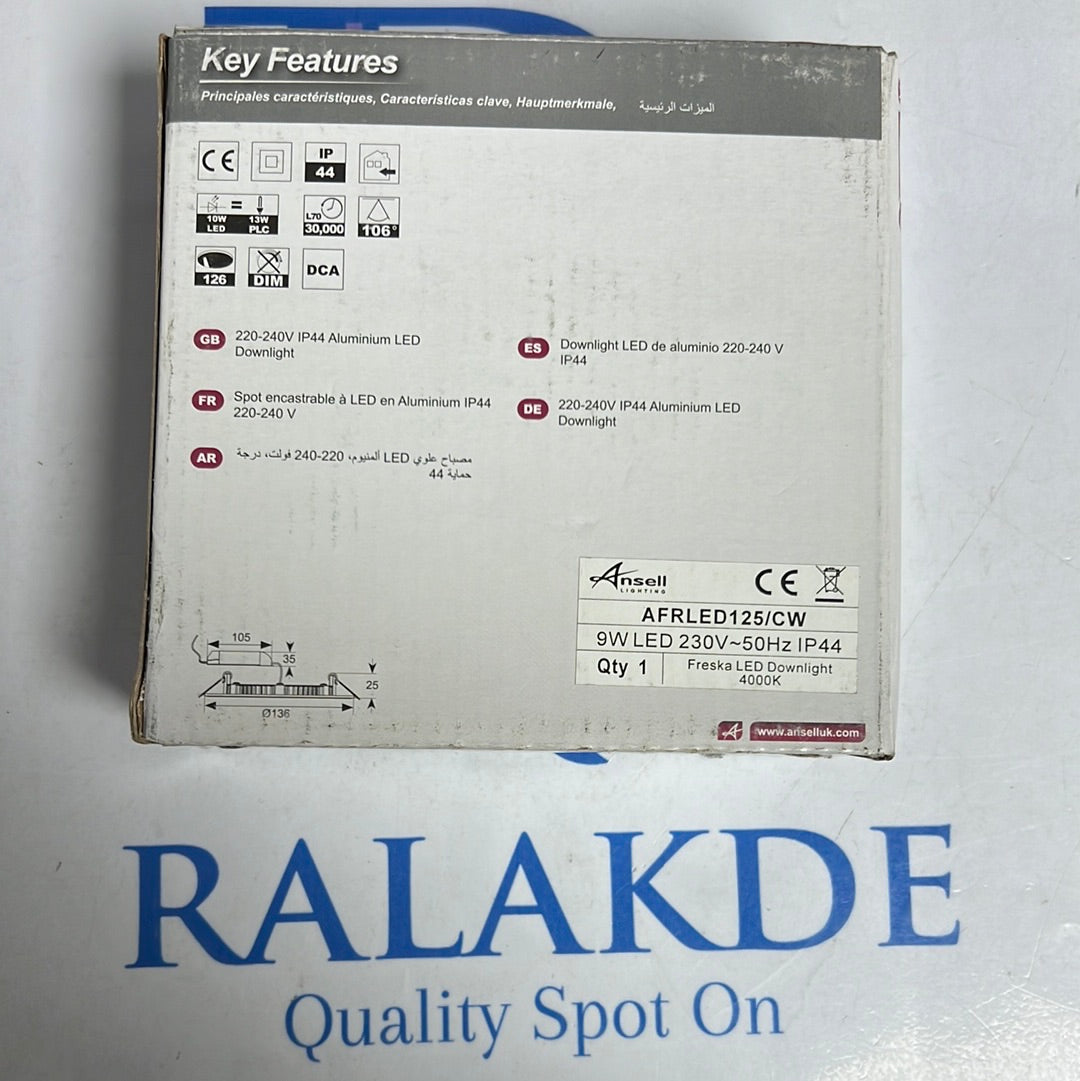 Key Features
Principales caractéristiques, Características clave, Hauptmerkmale, الميزات الرئيسية
CE IP 44
10W LED = 13W PLC L70 30,000 106°
126 DIM DCA
GB 220-240V IP44 Aluminium LED
Downlight
ES Downlight LED de aluminio 220-240 V
IP44
FR Spot encastrable à LED en Aluminium IP44
220-240 V
DE 220-240V IP44 Aluminium LED
Downlight
AR مصباح علوي LED ألمنيوم، 220-240 فولت، درجة
حماية 44
105
35
25
Ø136
Ansell CE
LIGHTING
AFRLED125/CW
9W LED 230V~50Hz IP44
Qty 1 Freska LED Downlight
4000K
www.anselluk.com
RALAKDE
Quality Spot On